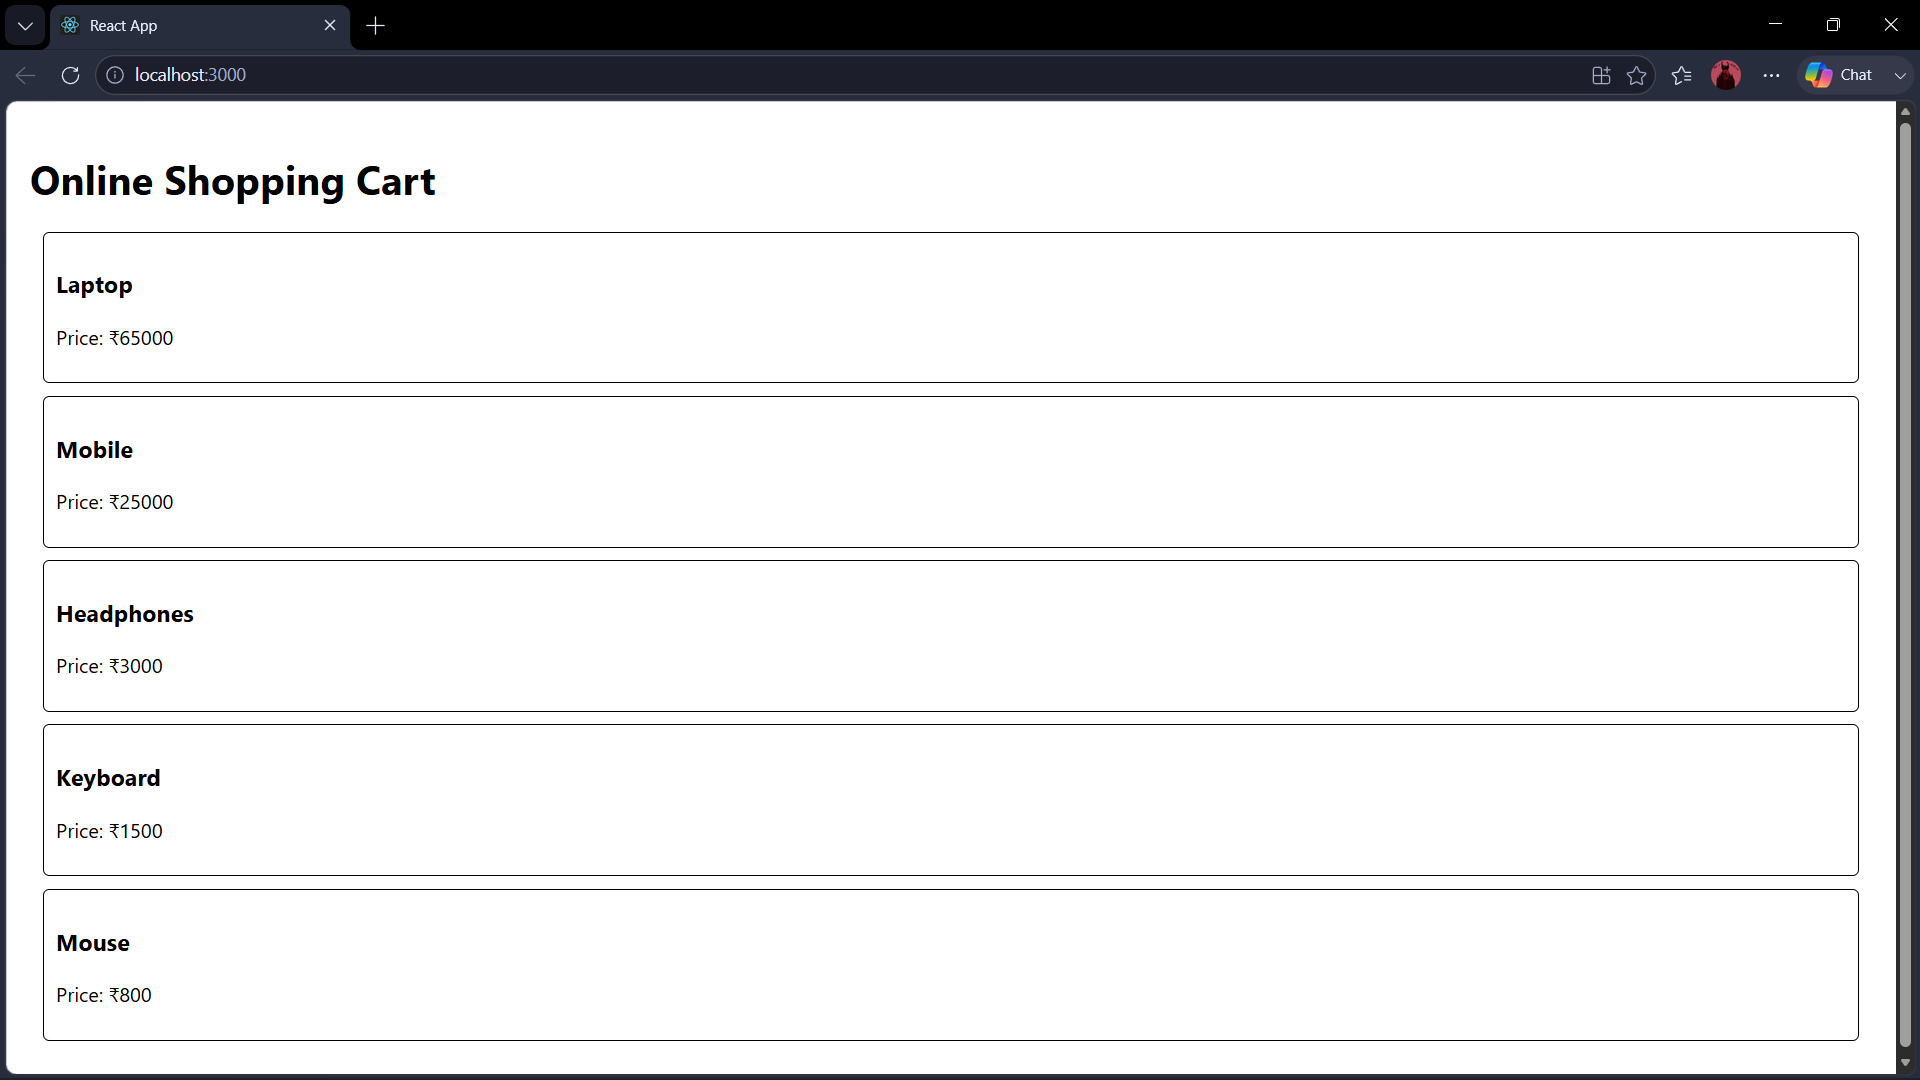 React App
localhost:3000
Chat
Online Shopping Cart
Laptop
Price: ₹65000
Mobile
Price: ₹25000
Headphones
Price: ₹3000
Keyboard
Price: ₹1500
Mouse
Price: ₹800